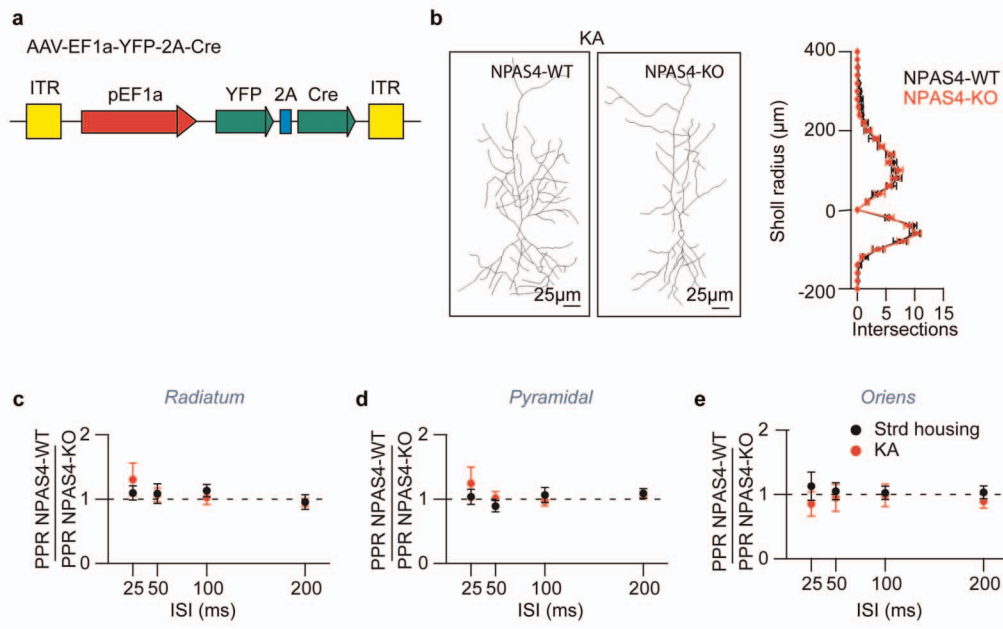 a
AAV-EF1a-YFP-2A-Cre
ITR
pEF1a
YFP
2A
Cre
ITR
b
KA
NPAS4-WT
25µm
NPAS4-KO
25µm
400
200
0
-200
Sholl radius (µm)
0 5 10 15
Intersections
NPAS4-WT
NPAS4-KO
c
Radiatum
PPR NPAS4-WT
PPR NPAS4-KO
2
1
0
25 50 100 200
ISI (ms)
d
Pyramidal
PPR NPAS4-WT
PPR NPAS4-KO
2
1
0
25 50 100 200
ISI (ms)
e
Oriens
Strd housing
KA
PPR NPAS4-WT
PPR NPAS4-KO
2
1
0
25 50 100 200
ISI (ms)